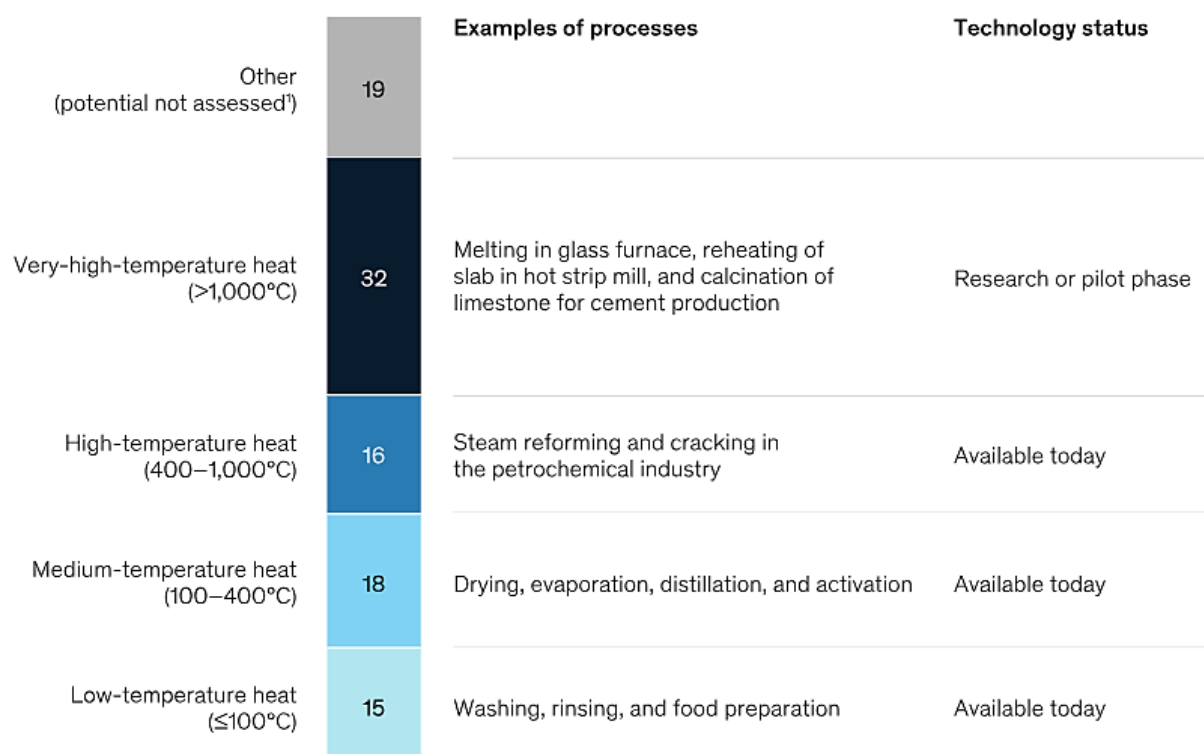 Examples of processes
Technology status
Other
(potential not assessed¹)
19
Very-high-temperature heat
(>1,000°C)
32
Melting in glass furnace, reheating of
slab in hot strip mill, and calcination of
limestone for cement production
Research or pilot phase
High-temperature heat
(400–1,000°C)
16
Steam reforming and cracking in
the petrochemical industry
Available today
Medium-temperature heat
(100–400°C)
18
Drying, evaporation, distillation, and activation
Available today
Low-temperature heat
(≤100°C)
15
Washing, rinsing, and food preparation
Available today